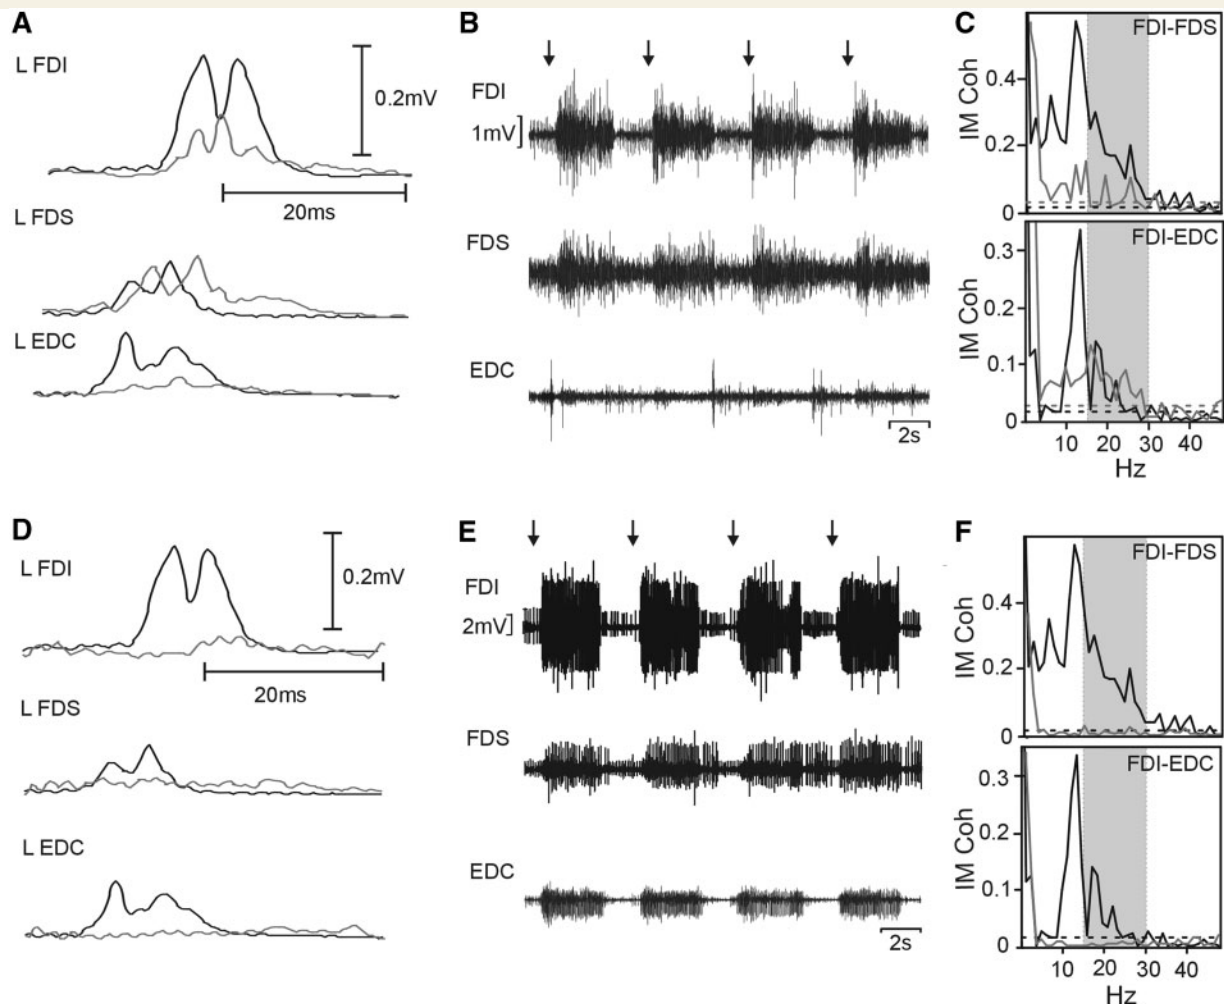 A
L FDI
0.2mV
20ms
L FDS
L EDC
B
FDI
1mV
FDS
EDC
2s
C
FDI-FDS
IM Coh
0.4
0.2
0
FDI-EDC
IM Coh
0.3
0.2
0.1
0
10 20 30 40
Hz
D
L FDI
0.2mV
20ms
L FDS
L EDC
E
FDI
2mV
FDS
EDC
2s
F
FDI-FDS
IM Coh
0.4
0.2
0
FDI-EDC
IM Coh
0.3
0.2
0.1
0
10 20 30 40
Hz